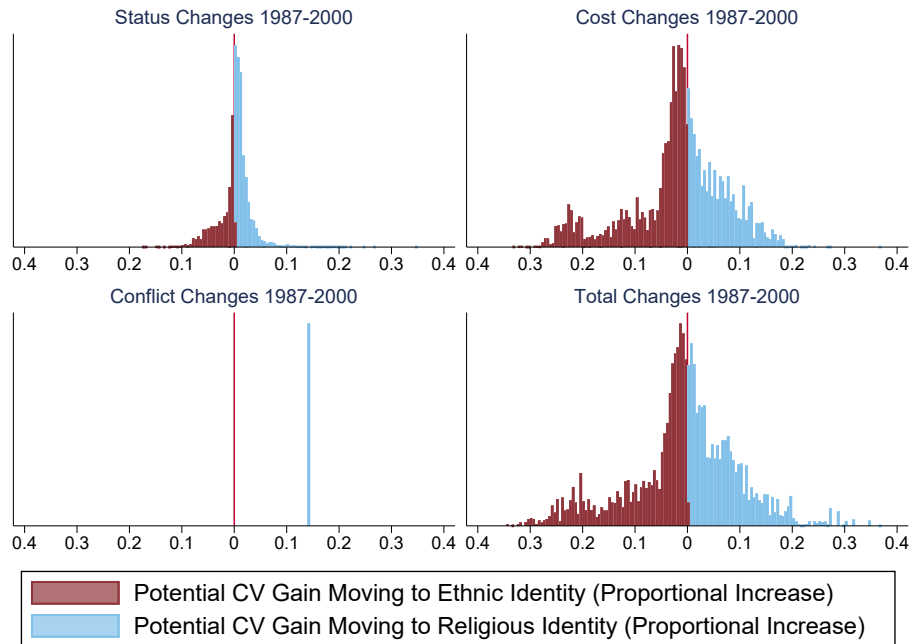 Status Changes 1987-2000
Cost Changes 1987-2000
0.4 0.3 0.2 0.1 0 0.1 0.2 0.3 0.4
0.4 0.3 0.2 0.1 0 0.1 0.2 0.3 0.4
Conflict Changes 1987-2000
Total Changes 1987-2000
0.4 0.3 0.2 0.1 0 0.1 0.2 0.3 0.4
0.4 0.3 0.2 0.1 0 0.1 0.2 0.3 0.4
Potential CV Gain Moving to Ethnic Identity (Proportional Increase)
Potential CV Gain Moving to Religious Identity (Proportional Increase)